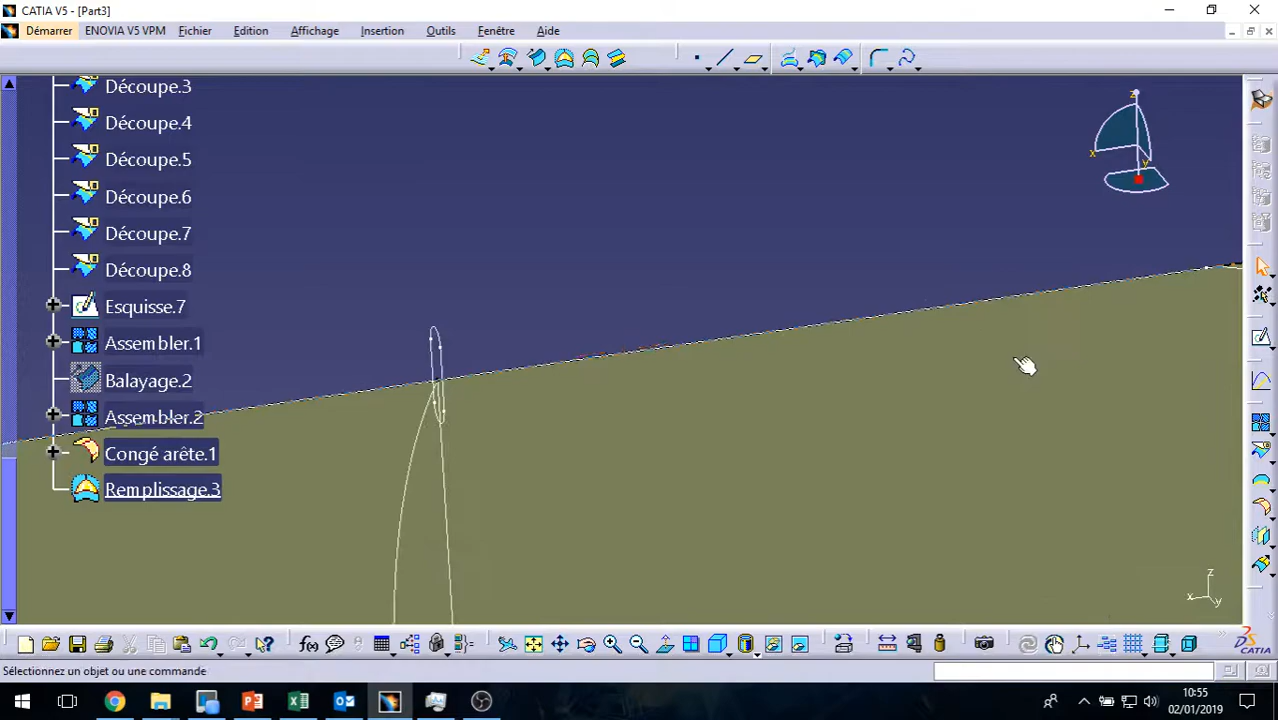 CATIA V5 - [Part3]
Démarrer ENOVIA V5 VPM Fichier Edition Affichage Insertion Outils Fenêtre Aide
Découpe.3
Découpe.4
Découpe.5
Découpe.6
Découpe.7
Découpe.8
Esquisse.7
Assembler.1
Balayage.2
Assembler.2
Congé arête.1
Remplissage.3
z
x
y
z
x
y
f(x)
CATIA
Sélectionnez un objet ou une commande
10:55
02/01/2019